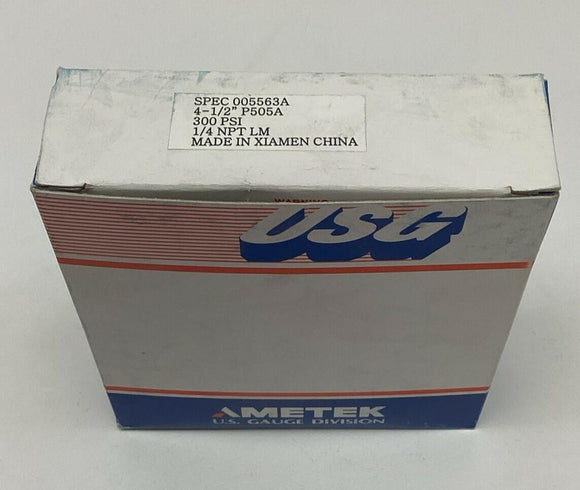 SPEC 005563A
4-1/2" P505A
300 PSI
1/4 NPT LM
MADE IN XIAMEN CHINA
WARNING
USG
AMETEK
U.S. GAUGE DIVISION